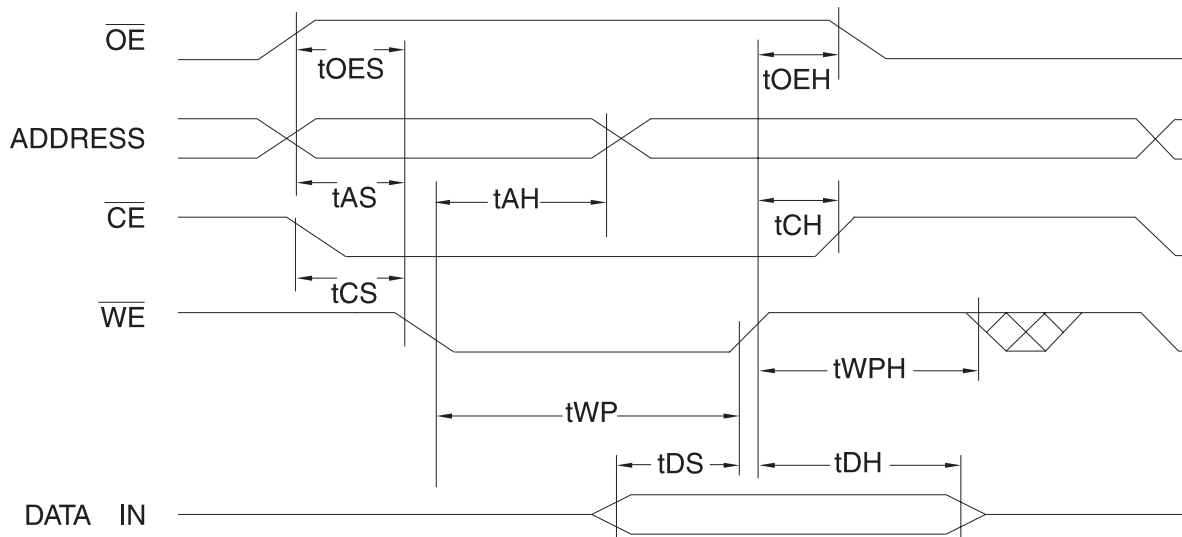 OE
tOES
tOEH
ADDRESS
tAS
tAH
CE
tCH
tCS
WE
tWPH
tWP
tDS
tDH
DATA IN